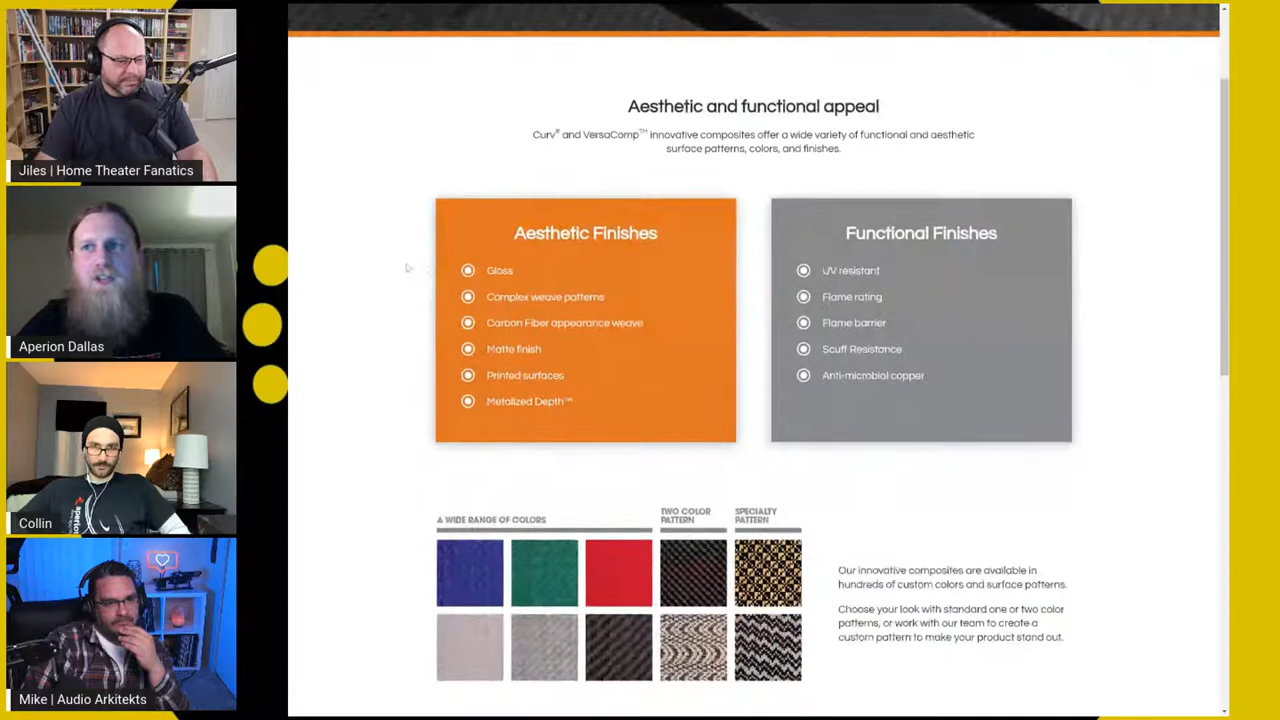 Jiles | Home Theater Fanatics
Aperion Dallas
Collin
Mike | Audio Arkitekts
Aesthetic and functional appeal
Curv® and VersaComp™ innovative composites offer a wide variety of functional and aesthetic
surface patterns, colors, and finishes.
Aesthetic Finishes
Gloss
Complex weave patterns
Carbon Fiber appearance weave
Matte finish
Printed surfaces
Metalized Depth™
Functional Finishes
UV resistant
Flame rating
Flame barrier
Scuff Resistance
Anti-microbial copper
A WIDE RANGE OF COLORS
TWO COLOR
PATTERN
SPECIALTY
PATTERN
Our innovative composites are available in
hundreds of custom colors and surface patterns.
Choose your look with standard one or two color
patterns, or work with our team to create a
custom pattern to make your product stand out.